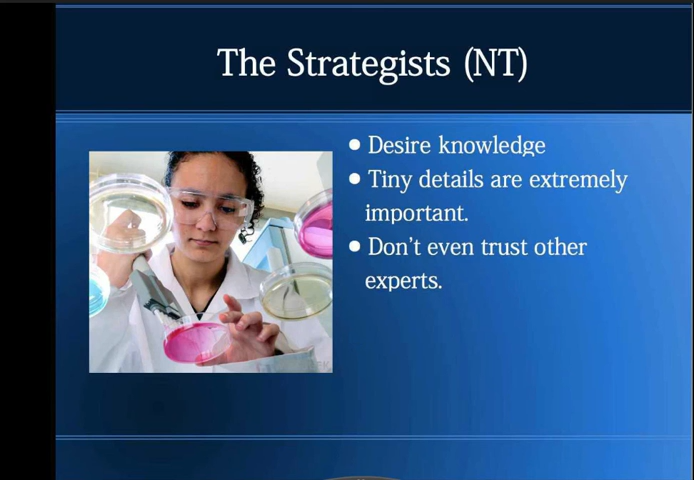 The Strategists (NT)
● Desire knowledge
● Tiny details are extremely
important.
● Don't even trust other
experts.